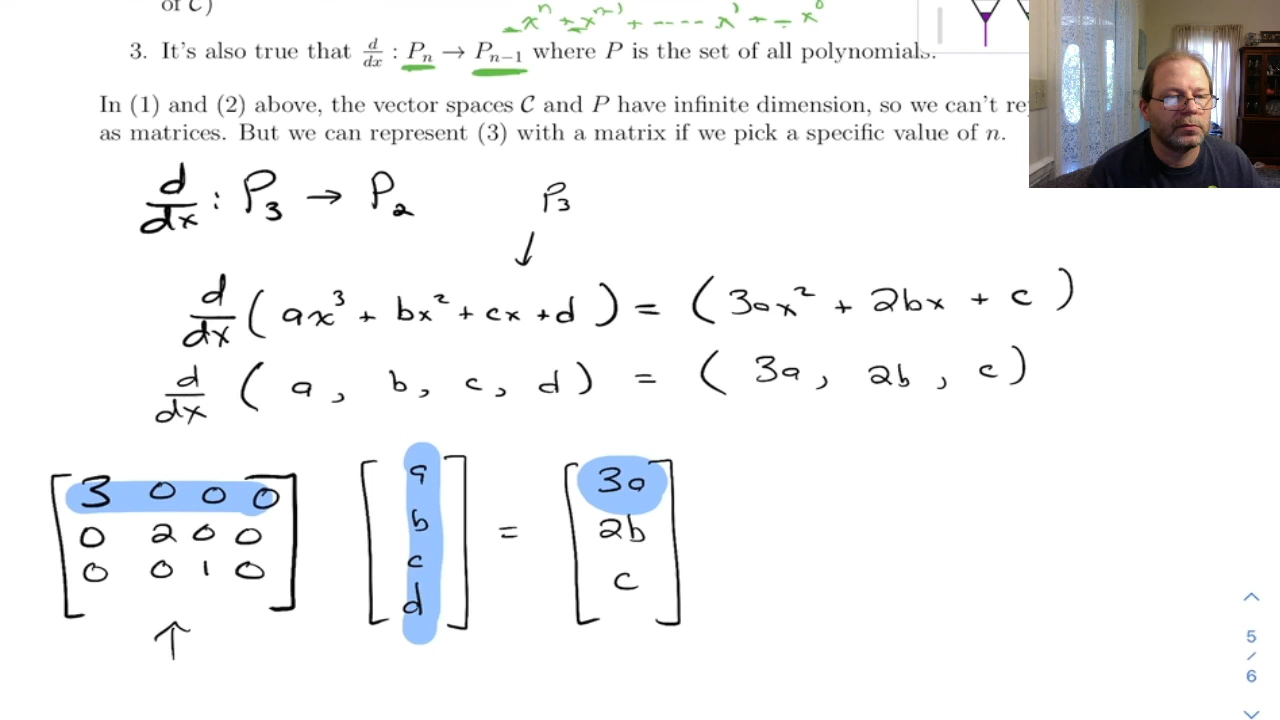 of C)
x^n + x^{n-1} + ---- x^1 + - x^0
3. It's also true that d/dx : P_n → P_{n−1} where P is the set of all polynomials.
In (1) and (2) above, the vector spaces C and P have infinite dimension, so we can't re
as matrices. But we can represent (3) with a matrix if we pick a specific value of n.
d/dx : P_3 → P_2
P_3
↓
d/dx ( ax^3 + bx^2 + cx + d ) = ( 3ax^2 + 2bx + c )
d/dx ( a , b, c, d ) = ( 3a, 2b, c )
[ 3 0 0 0 [ a [ 3a
0 2 0 0 b = 2b
0 0 1 0 ] c c ]
d ]
↑
5
/
6